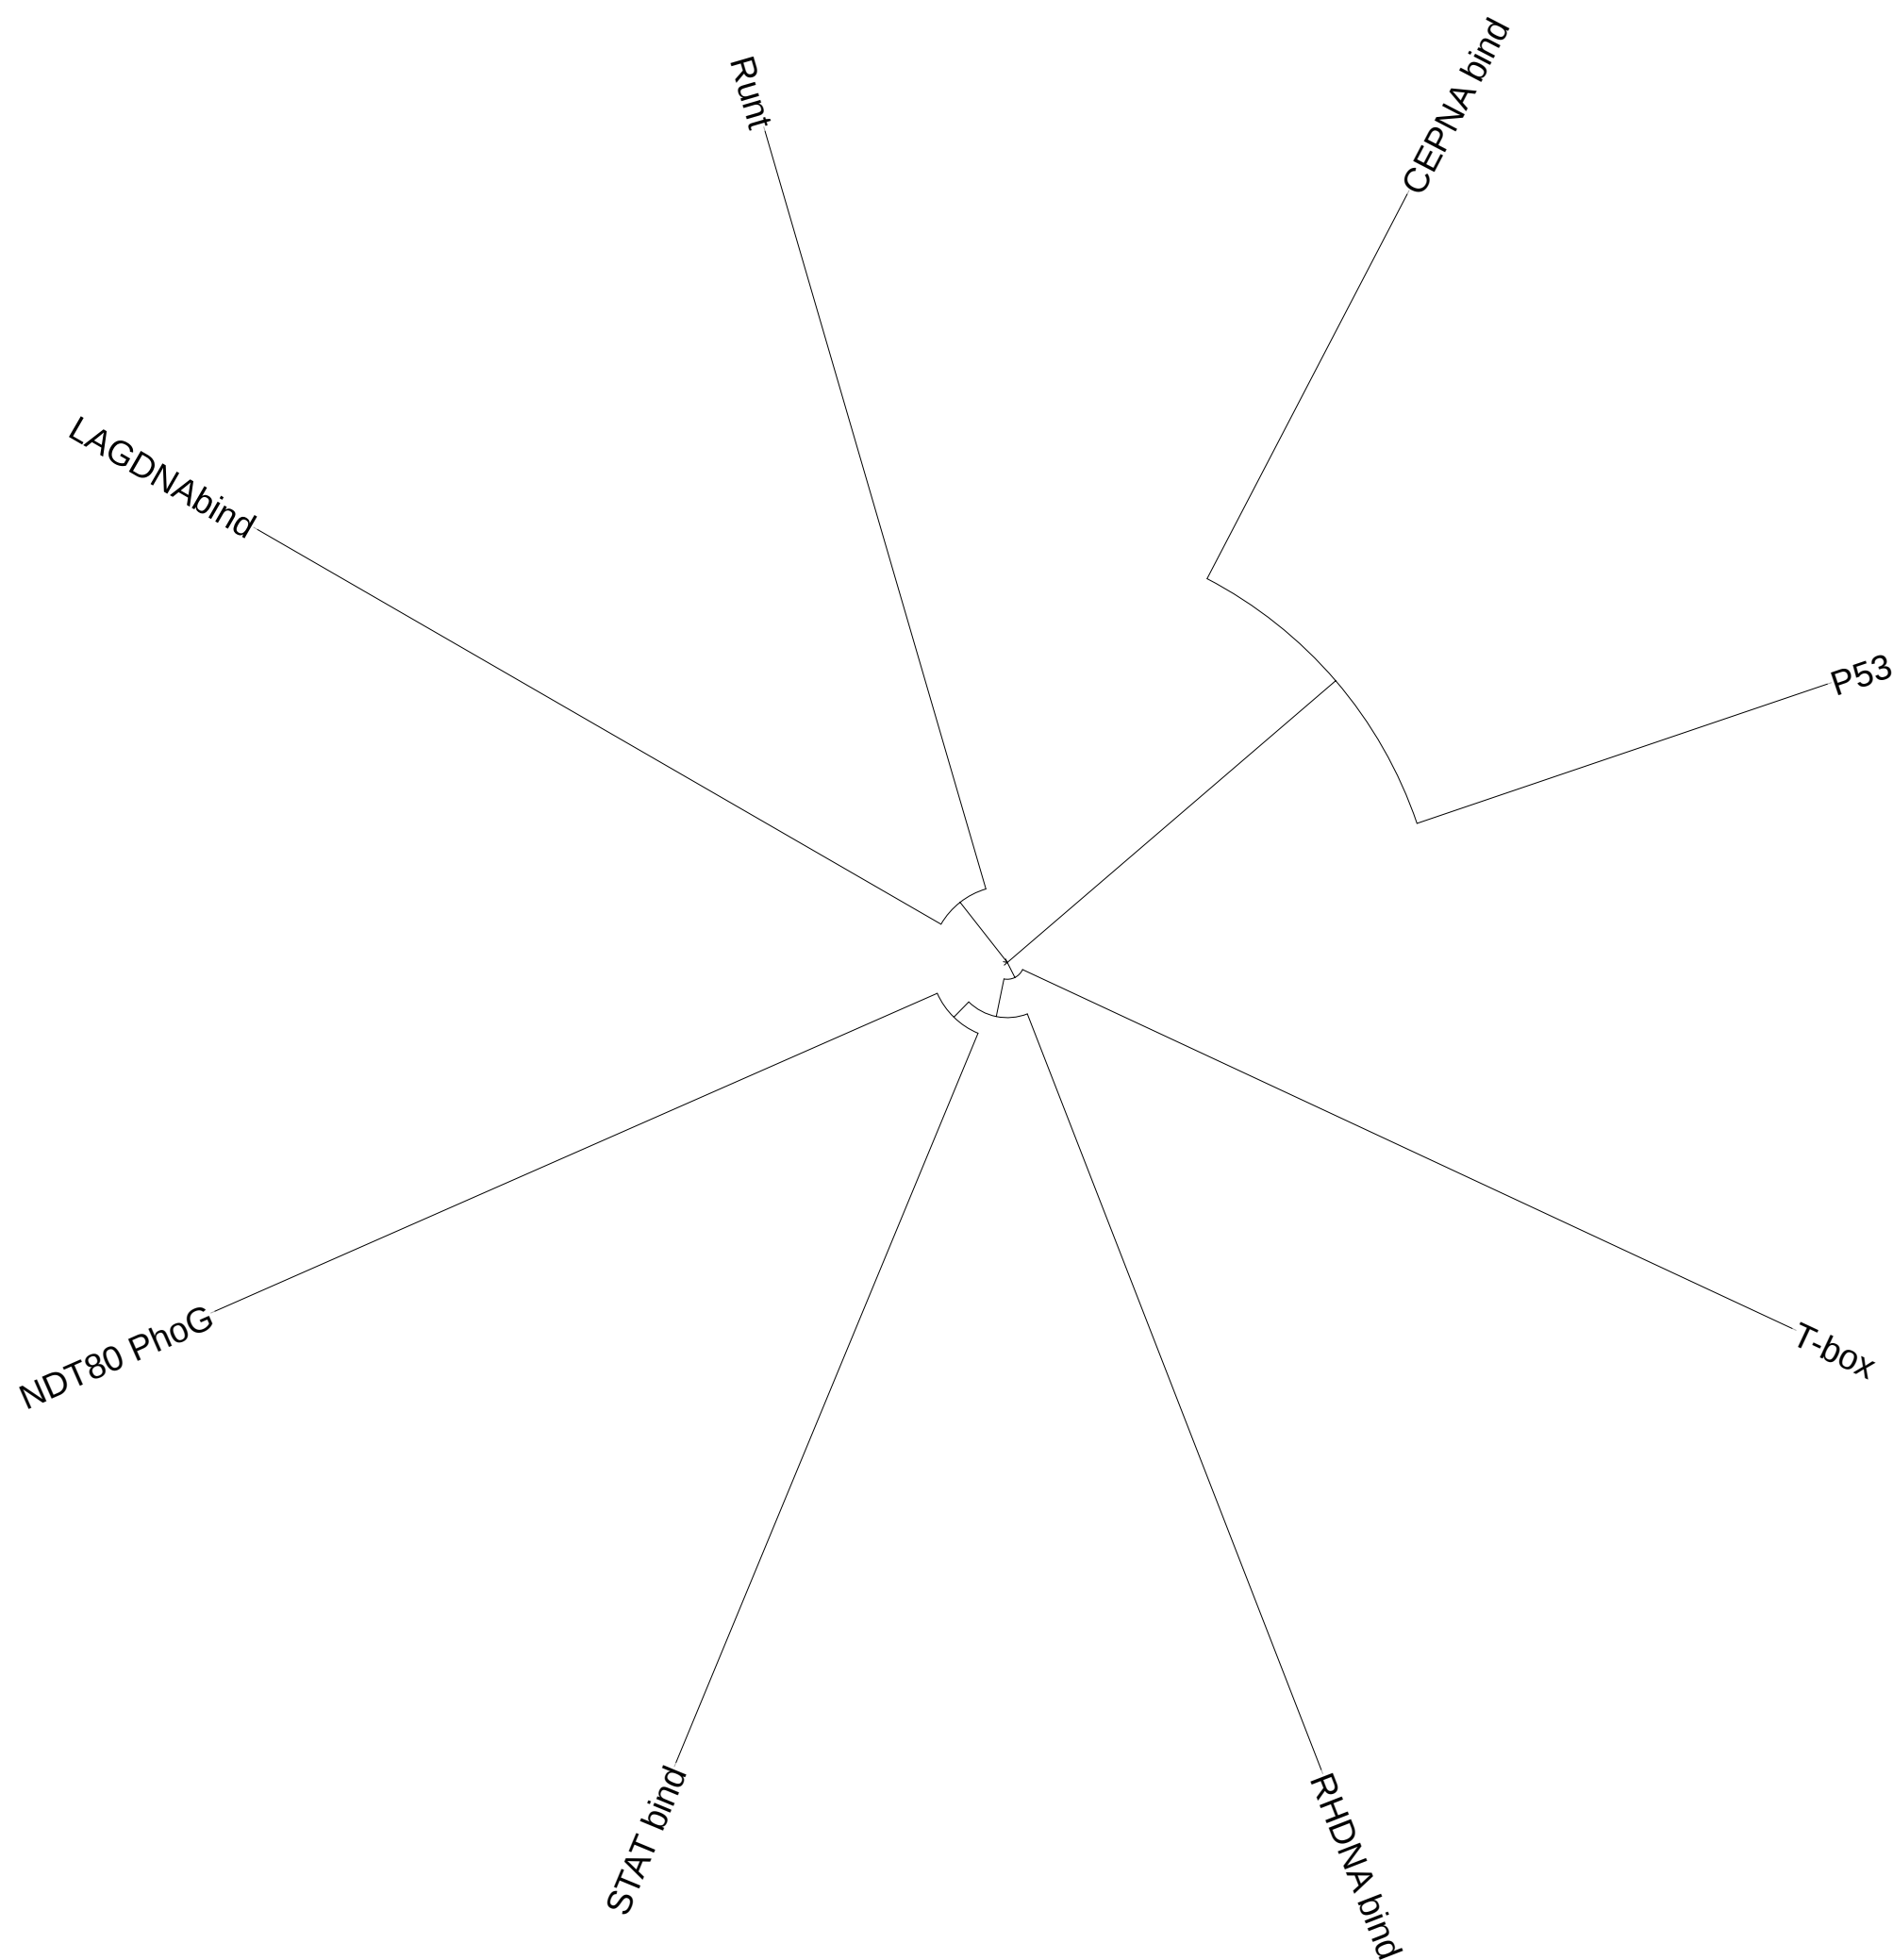 CEPNA bind
Runt
LAGDNAbind
P53
NDT80 PhoG
T-box
STAT bind
RHDNA bind